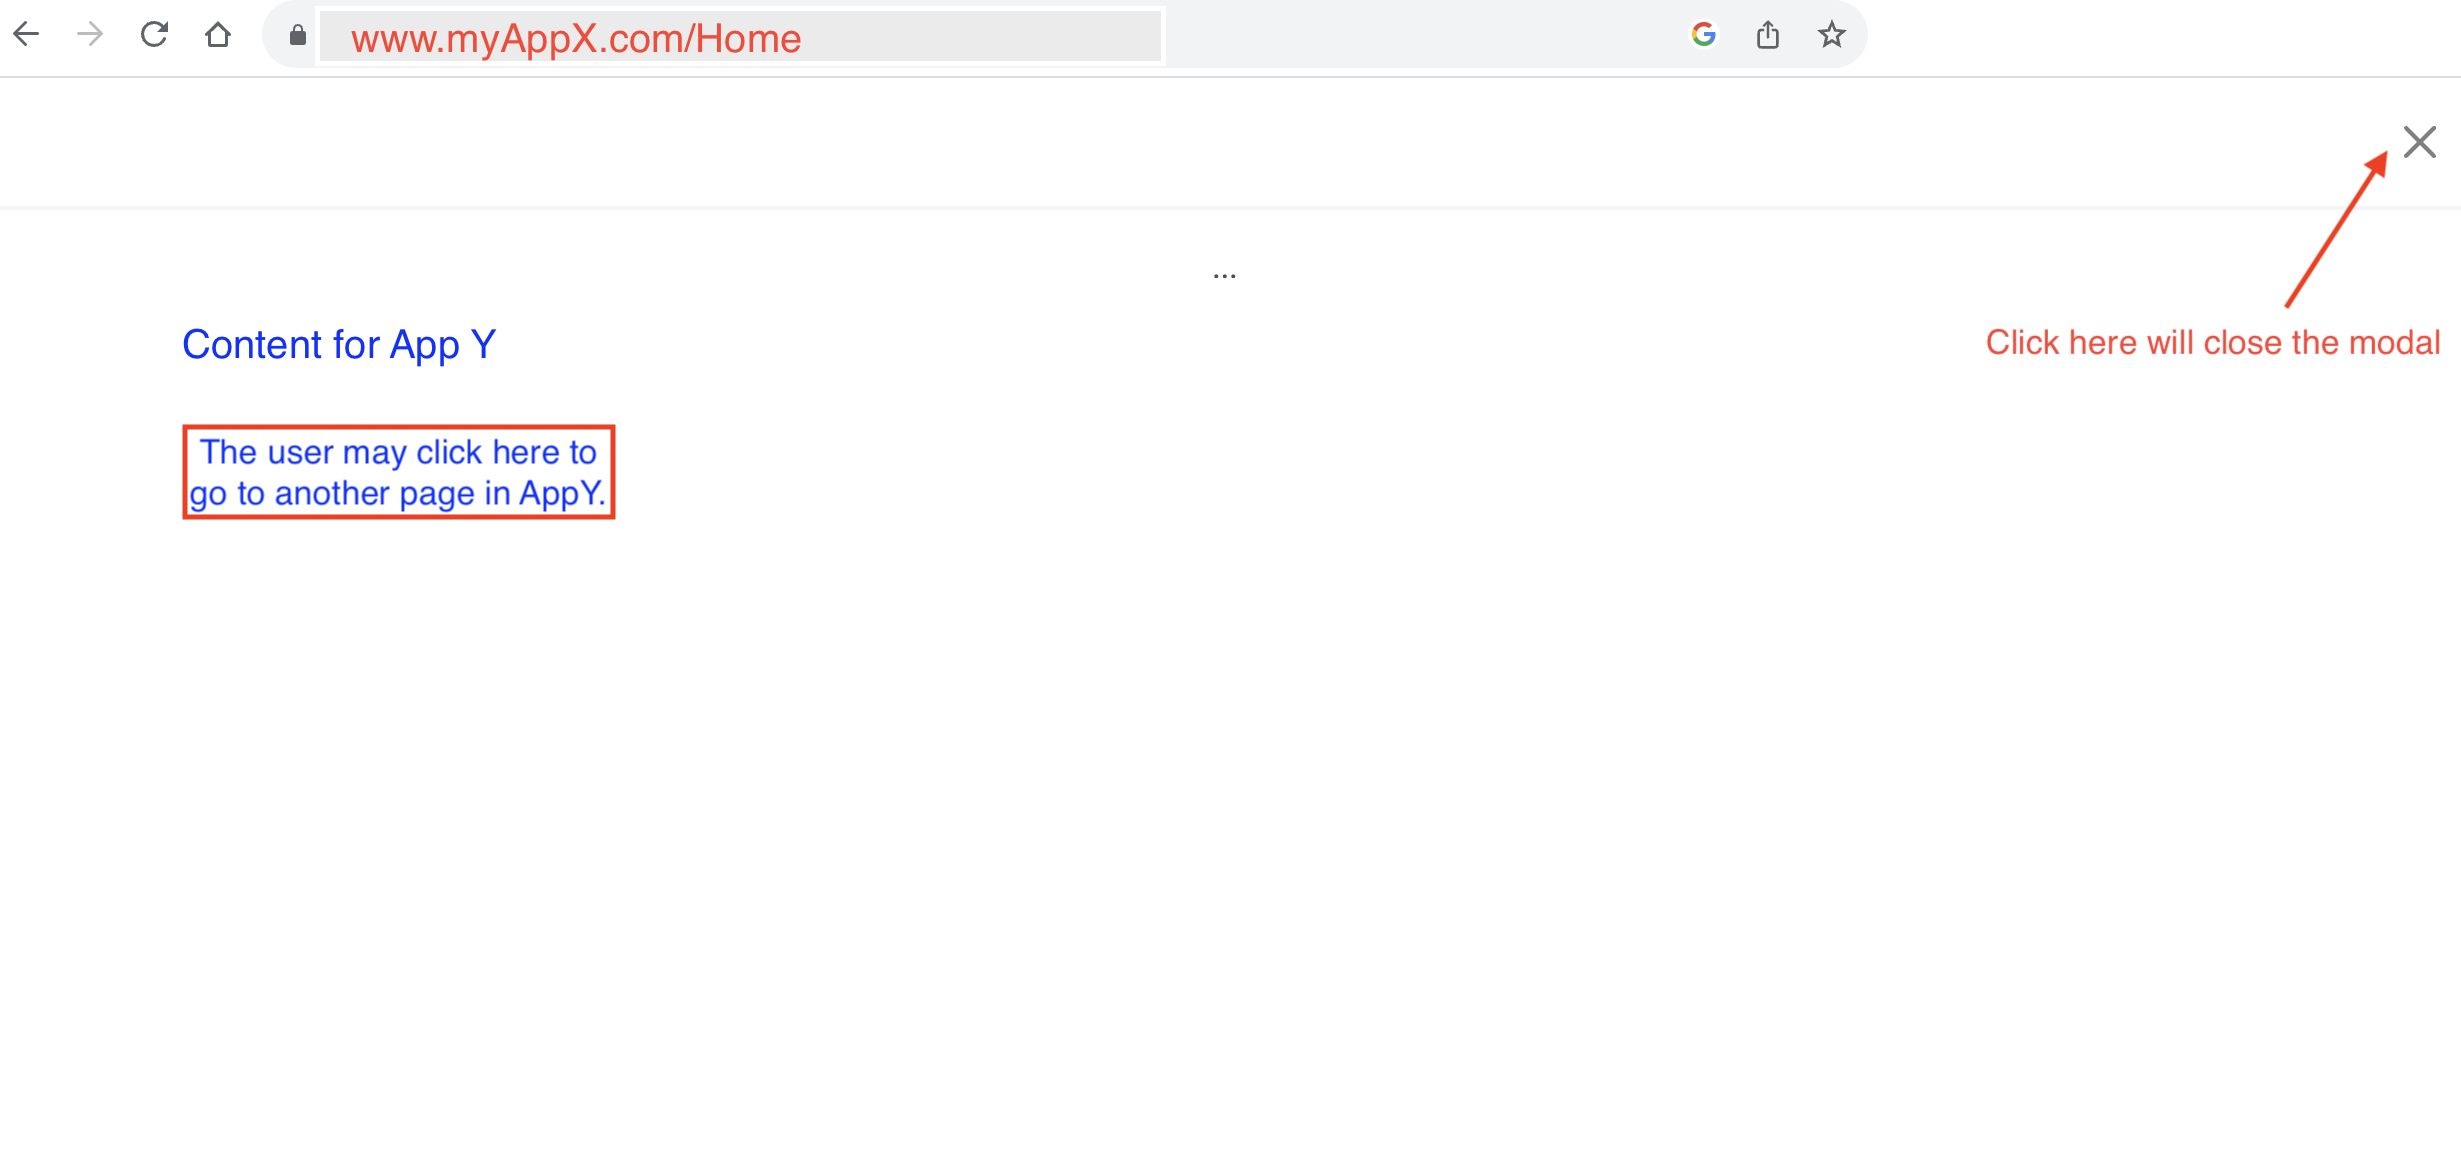 www.myAppX.com/Home
...
Content for App Y
Click here will close the modal
The user may click here to
go to another page in AppY.